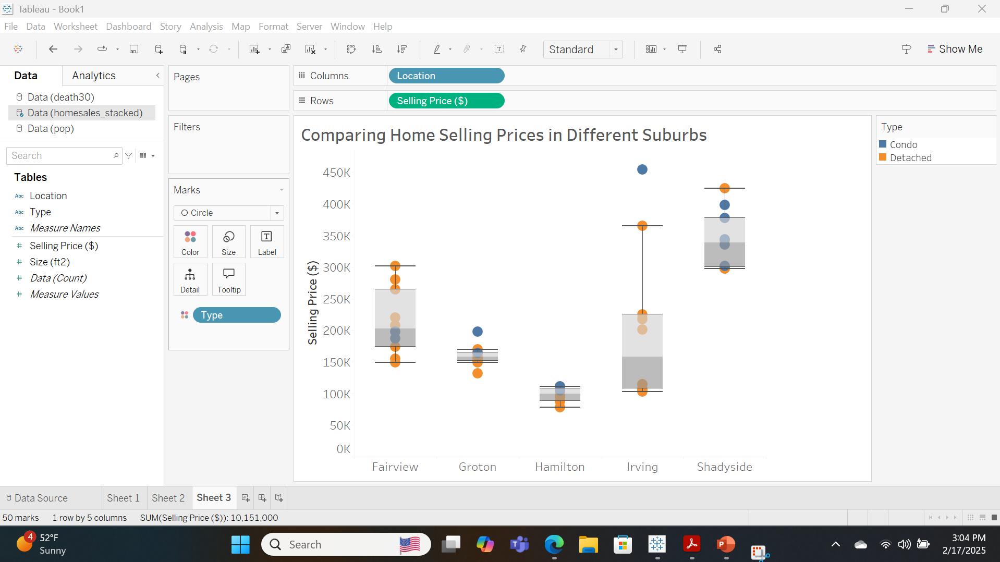 Tableau - Book1
File Data Worksheet Dashboard Story Analysis Map Format Server Window Help
Standard
Show Me
Data
Analytics
Data (death30)
Data (homesales_stacked)
Data (pop)
Search
Tables
Abc Location
Abc Type
Abc Measure Names
# Selling Price ($)
# Size (ft2)
# Data (Count)
# Measure Values
Pages
Filters
Marks
Circle
Color
Size
T
Label
Detail
Tooltip
Type
Columns
Location
Rows
Selling Price ($)
Comparing Home Selling Prices in Different Suburbs
Selling Price ($)
450K
400K
350K
300K
250K
200K
150K
100K
50K
0K
Fairview
Groton
Hamilton
Irving
Shadyside
Type
Condo
Detached
Data Source
Sheet 1
Sheet 2
Sheet 3
50 marks
1 row by 5 columns
SUM(Selling Price ($)): 10,151,000
4
52°F
Sunny
Search
T
P
3:04 PM
2/17/2025